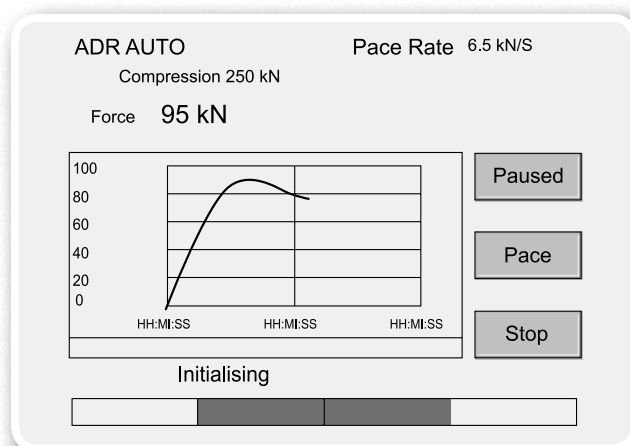 ADR AUTO Pace Rate 6.5 kN/S
Compression 250 kN
Force 95 kN
100
80
60
40
20
0
HH:MI:SS HH:MI:SS HH:MI:SS
Paused
Pace
Stop
Initialising